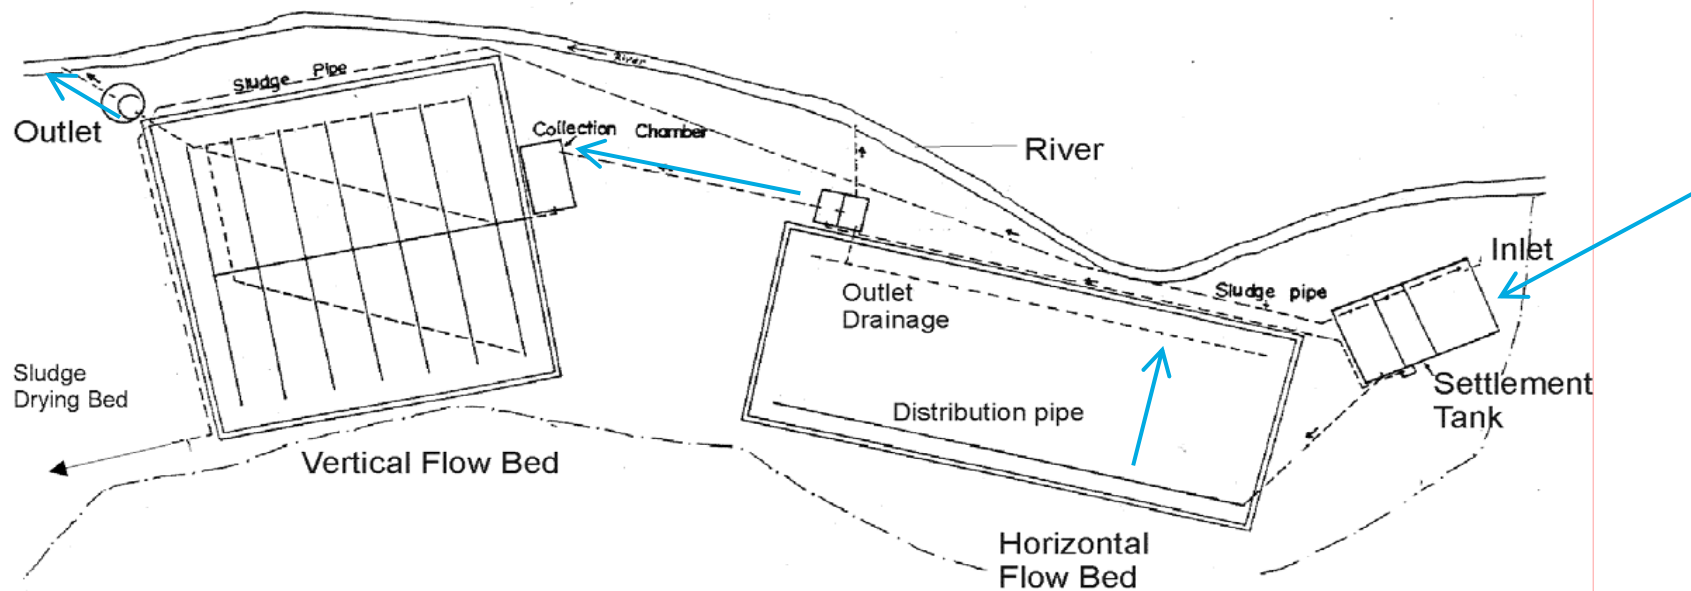 River
Sludge Pipe
Outlet
Collection Chamber
River
Inlet
Sludge pipe
Outlet
Drainage
Sludge
Drying Bed
Distribution pipe
Settlement
Tank
Vertical Flow Bed
Horizontal
Flow Bed